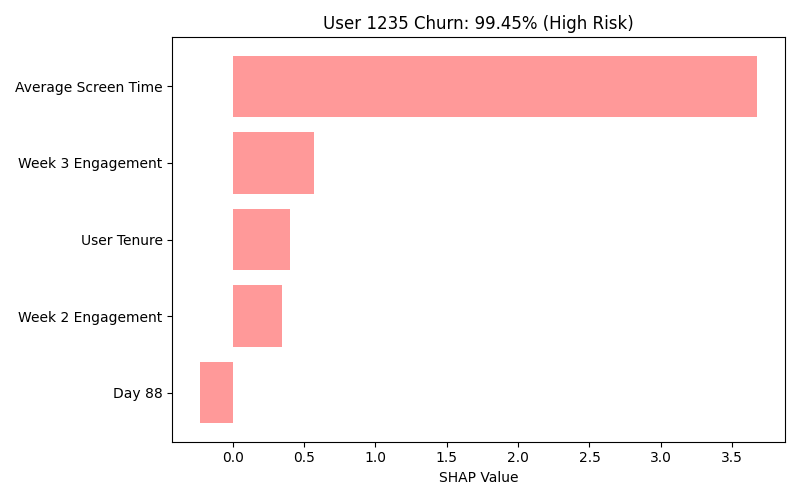 User 1235 Churn: 99.45% (High Risk)
Average Screen Time
Week 3 Engagement
User Tenure
Week 2 Engagement
Day 88
0.0 0.5 1.0 1.5 2.0 2.5 3.0 3.5
SHAP Value